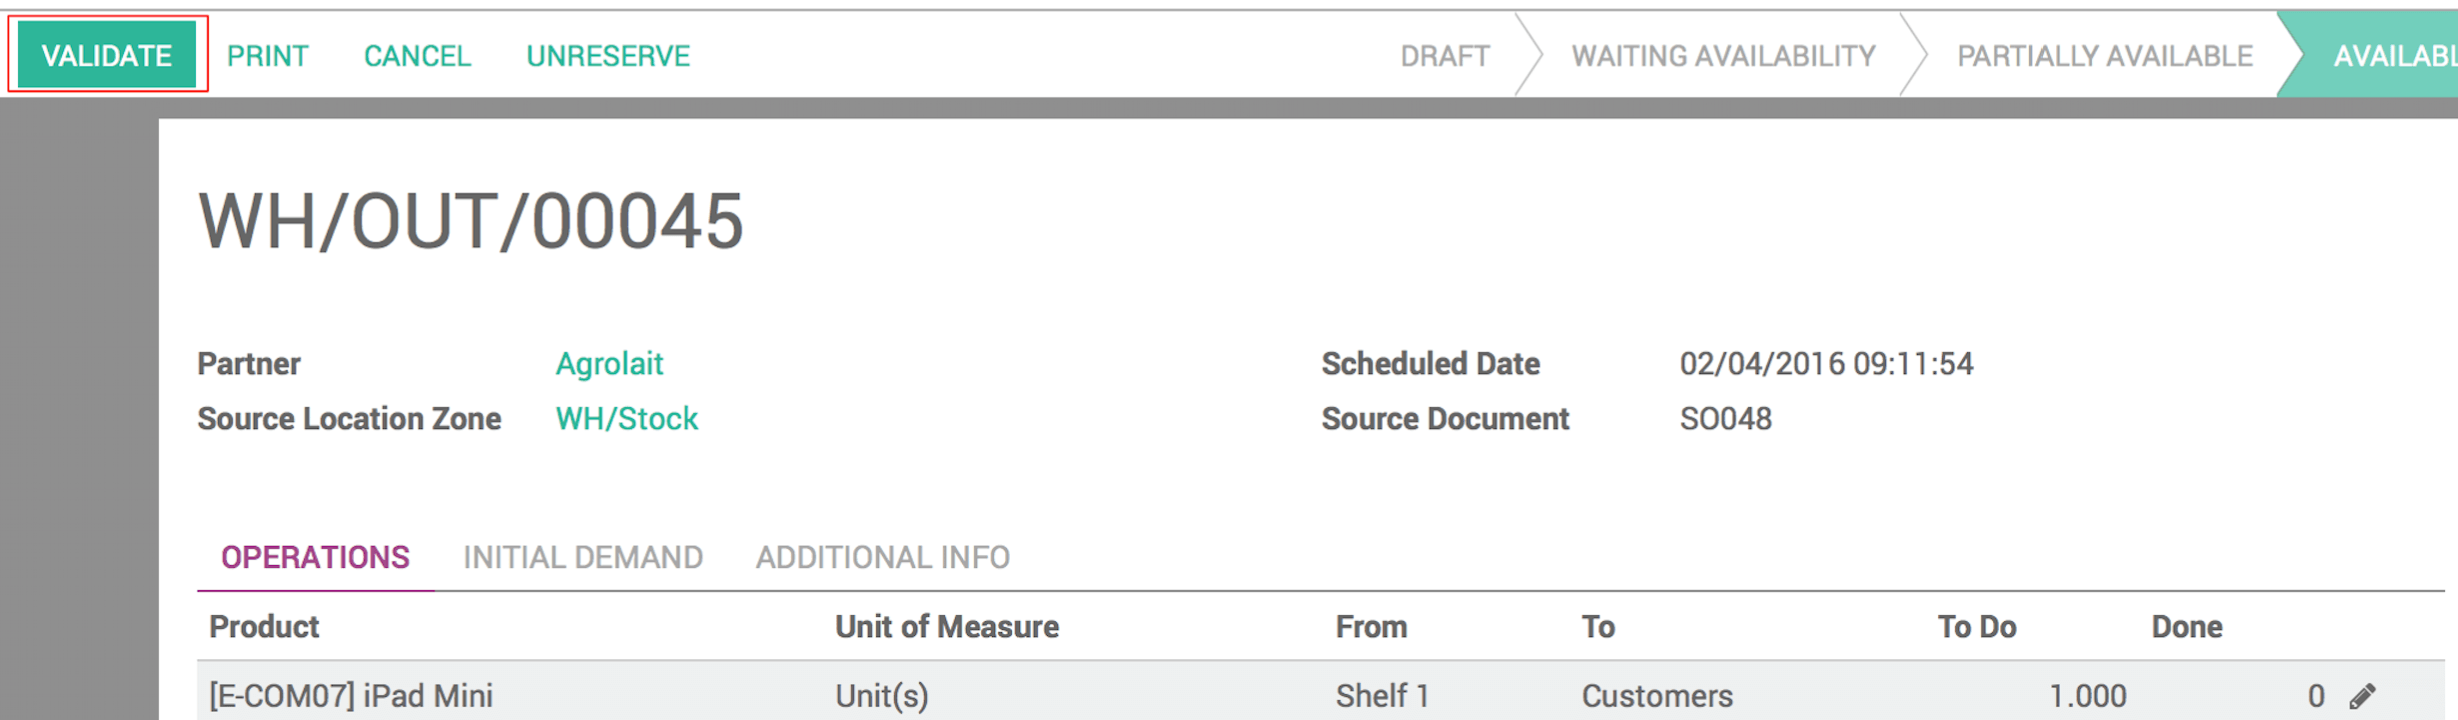 VALIDATE PRINT CANCEL UNRESERVE DRAFT WAITING AVAILABILITY PARTIALLY AVAILABLE AVAILABL
WH/OUT/00045
Partner Agrolait Scheduled Date 02/04/2016 09:11:54
Source Location Zone WH/Stock Source Document SO048
OPERATIONS INITIAL DEMAND ADDITIONAL INFO
Product Unit of Measure From To To Do Done
[E-COM07] iPad Mini Unit(s) Shelf 1 Customers 1.000 0